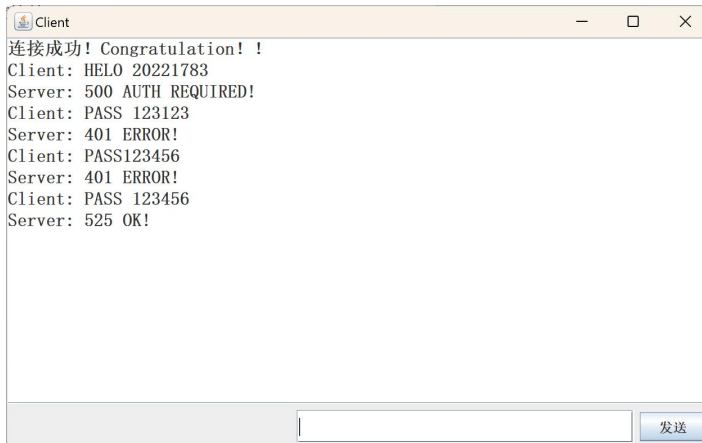 Client
连接成功！Congratulation！！
Client: HELO 20221783
Server: 500 AUTH REQUIRED!
Client: PASS 123123
Server: 401 ERROR!
Client: PASS123456
Server: 401 ERROR!
Client: PASS 123456
Server: 525 OK!
发送